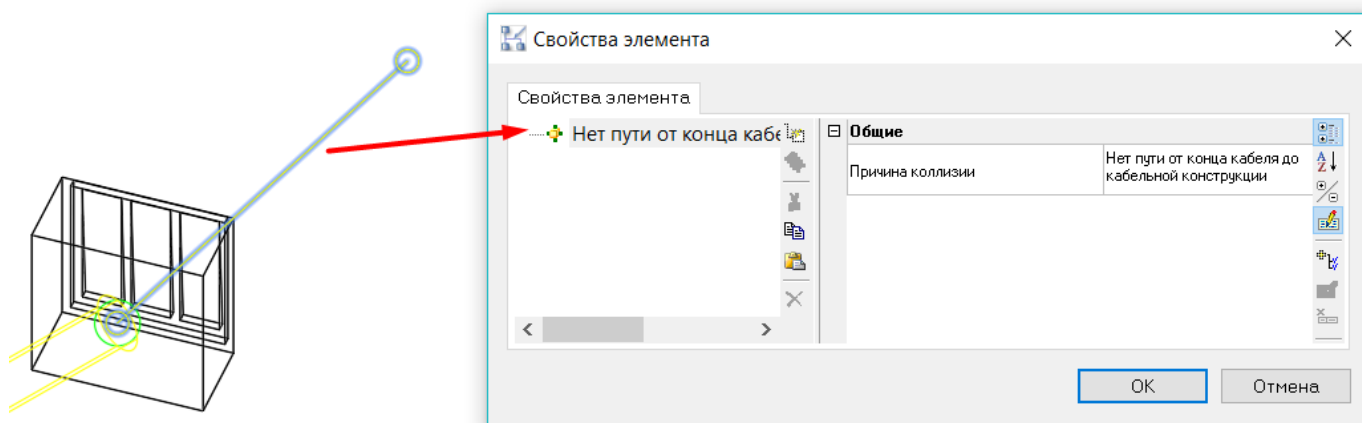 Свойства элемента
Свойства элемента
Нет пути от конца кабе
Общие
Причина коллизии
Нет пути от конца кабеля до
кабельной конструкции
OK
Отмена